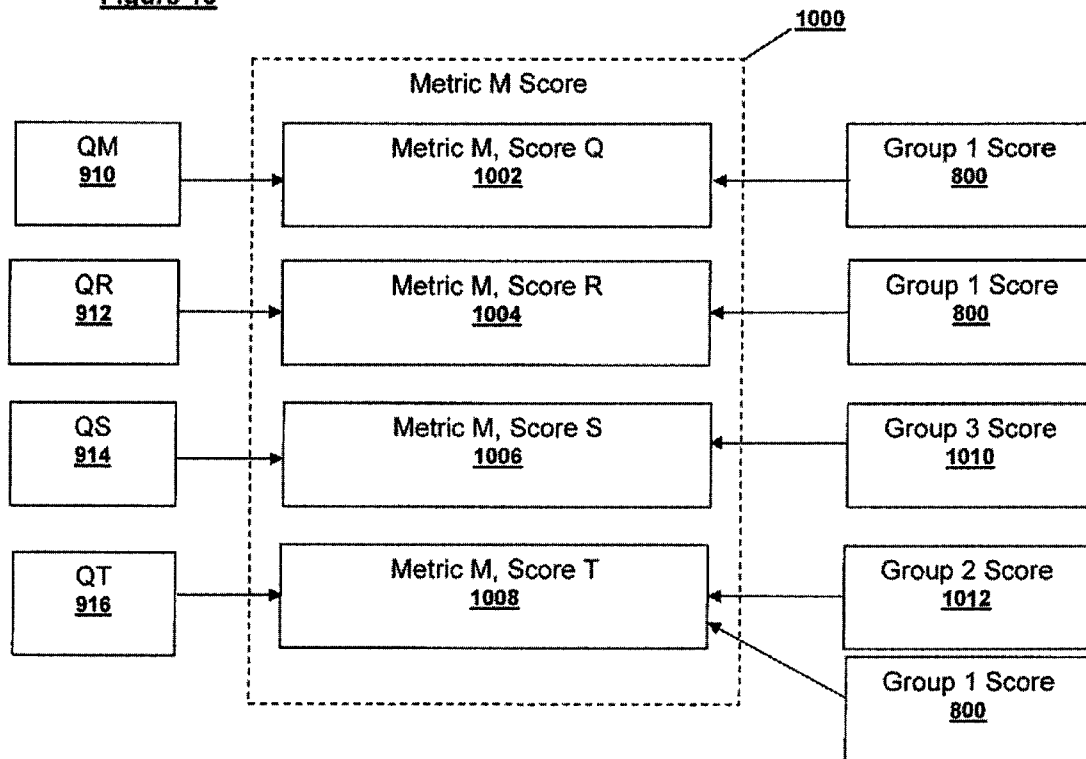 Figure 10
1000
Metric M Score
QM
910
Metric M, Score Q
1002
Group 1 Score
800
QR
912
Metric M, Score R
1004
Group 1 Score
800
QS
914
Metric M, Score S
1006
Group 3 Score
1010
QT
916
Metric M, Score T
1008
Group 2 Score
1012
Group 1 Score
800